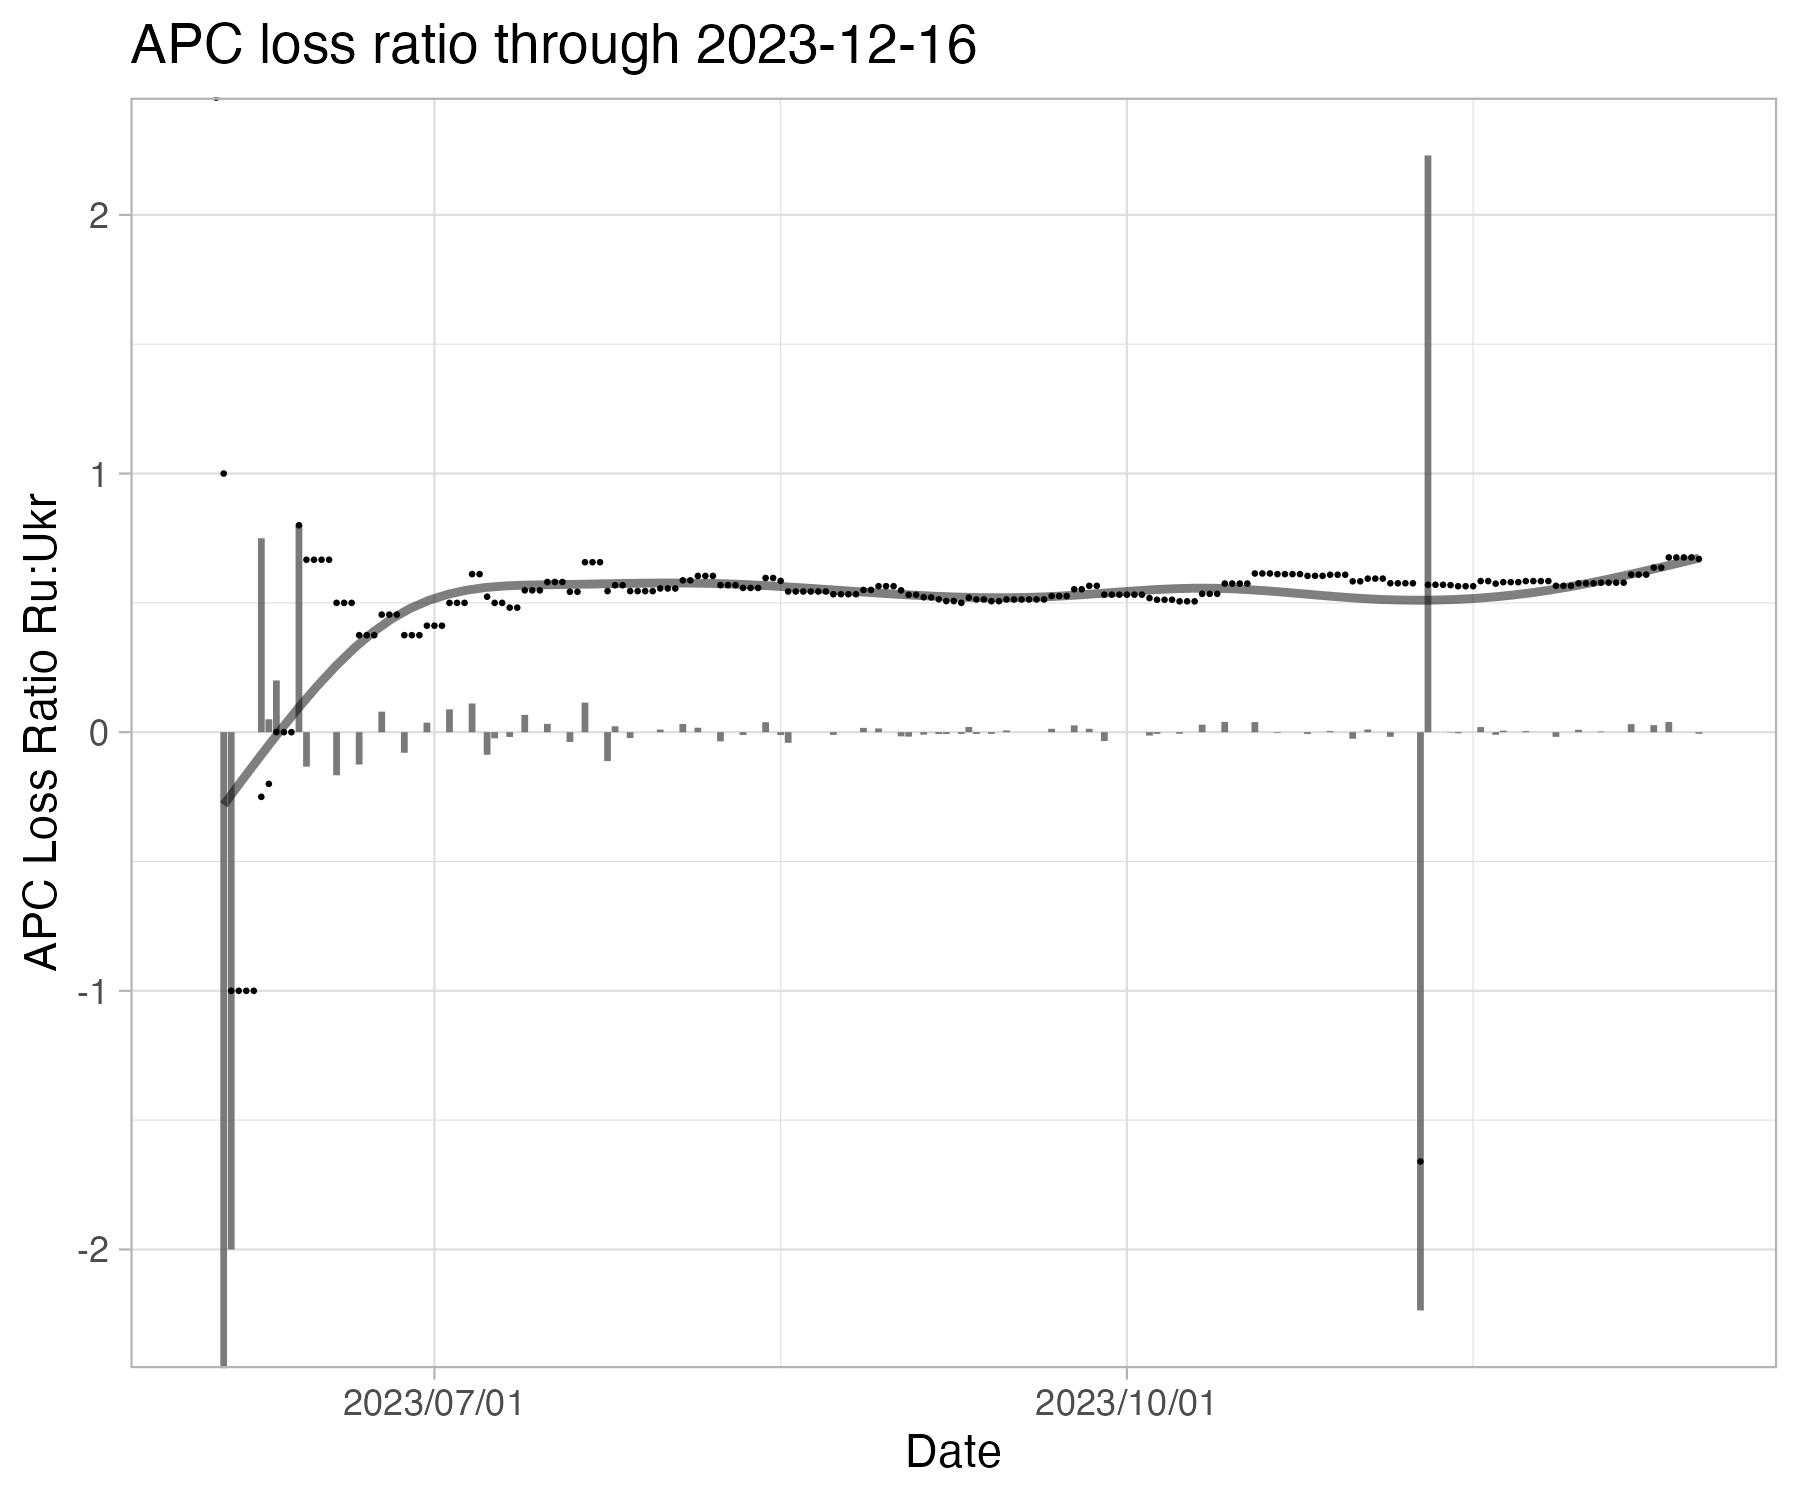 APC loss ratio through 2023-12-16
APC Loss Ratio Ru:Ukr
2
1
0
-1
-2
2023/07/01
2023/10/01
Date